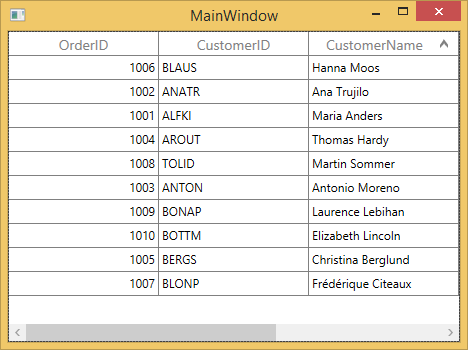 MainWindow
OrderID CustomerID CustomerName
1006 BLAUS Hanna Moos
1002 ANATR Ana Trujilo
1001 ALFKI Maria Anders
1004 AROUT Thomas Hardy
1008 TOLID Martin Sommer
1003 ANTON Antonio Moreno
1009 BONAP Laurence Lebihan
1010 BOTTM Elizabeth Lincoln
1005 BERGS Christina Berglund
1007 BLONP Frédérique Citeaux